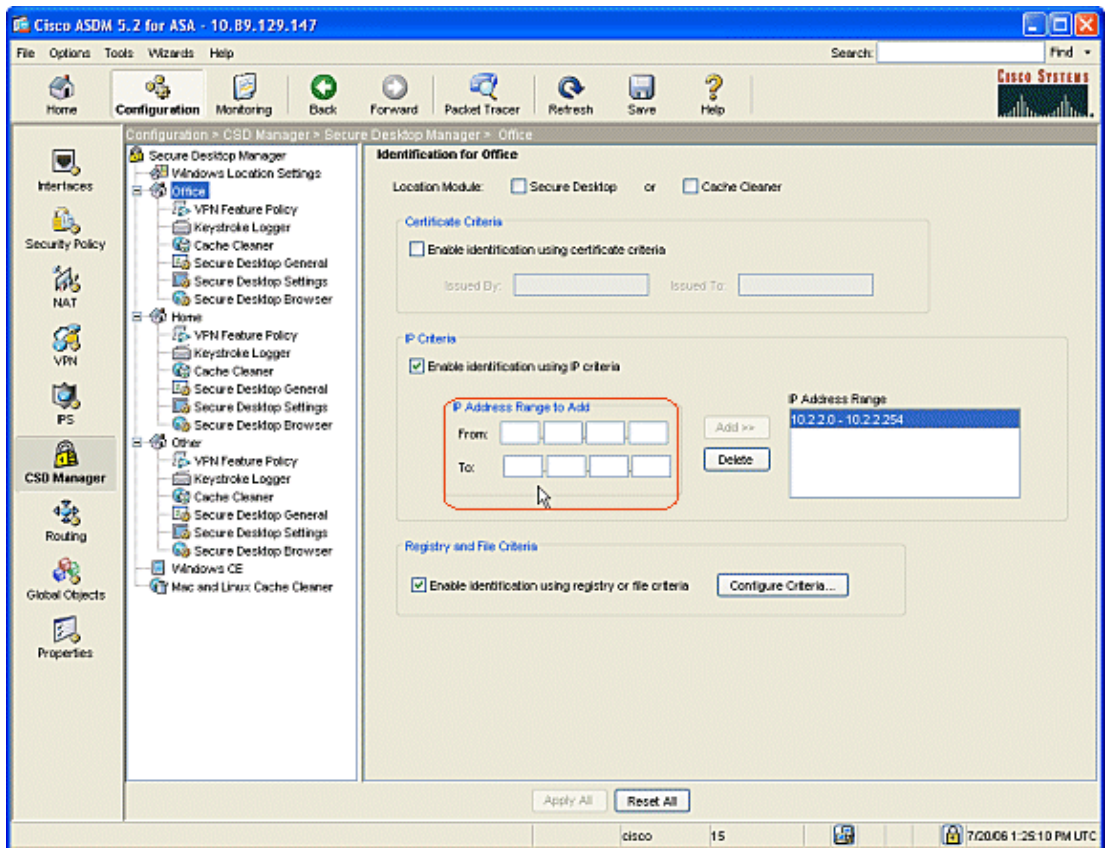 Cisco ASDM 5.2 for ASA - 10.89.129.147
File Options Tools Wizards Help Search: Find
Home Configuration Monitoring Back Forward Packet Tracer Refresh Save Help
CISCO SYSTEMS
Configuration > CSD Manager > Secure Desktop Manager > Office
Interfaces
Security Policy
NAT
VPN
IPS
CSD Manager
Routing
Global Objects
Properties
Secure Desktop Manager
Windows Location Settings
Office
VPN Feature Policy
Keystroke Logger
Cache Cleaner
Secure Desktop General
Secure Desktop Settings
Secure Desktop Browser
Home
VPN Feature Policy
Keystroke Logger
Cache Cleaner
Secure Desktop General
Secure Desktop Settings
Secure Desktop Browser
Other
VPN Feature Policy
Keystroke Logger
Cache Cleaner
Secure Desktop General
Secure Desktop Settings
Secure Desktop Browser
Windows CE
Mac and Linux Cache Cleaner
Identification for Office
Location Module: Secure Desktop or Cache Cleaner
Certificate Criteria
Enable identification using certificate criteria
Issued By: Issued To:
IP Criteria
Enable identification using IP criteria
IP Address Range to Add
From:
To:
Add >>
Delete
IP Address Range
10.2.2.0 - 10.2.2.254
Registry and File Criteria
Enable identification using registry or file criteria Configure Criteria...
Apply All Reset All
cisco 15 7/20/06 1:25:10 PM UTC